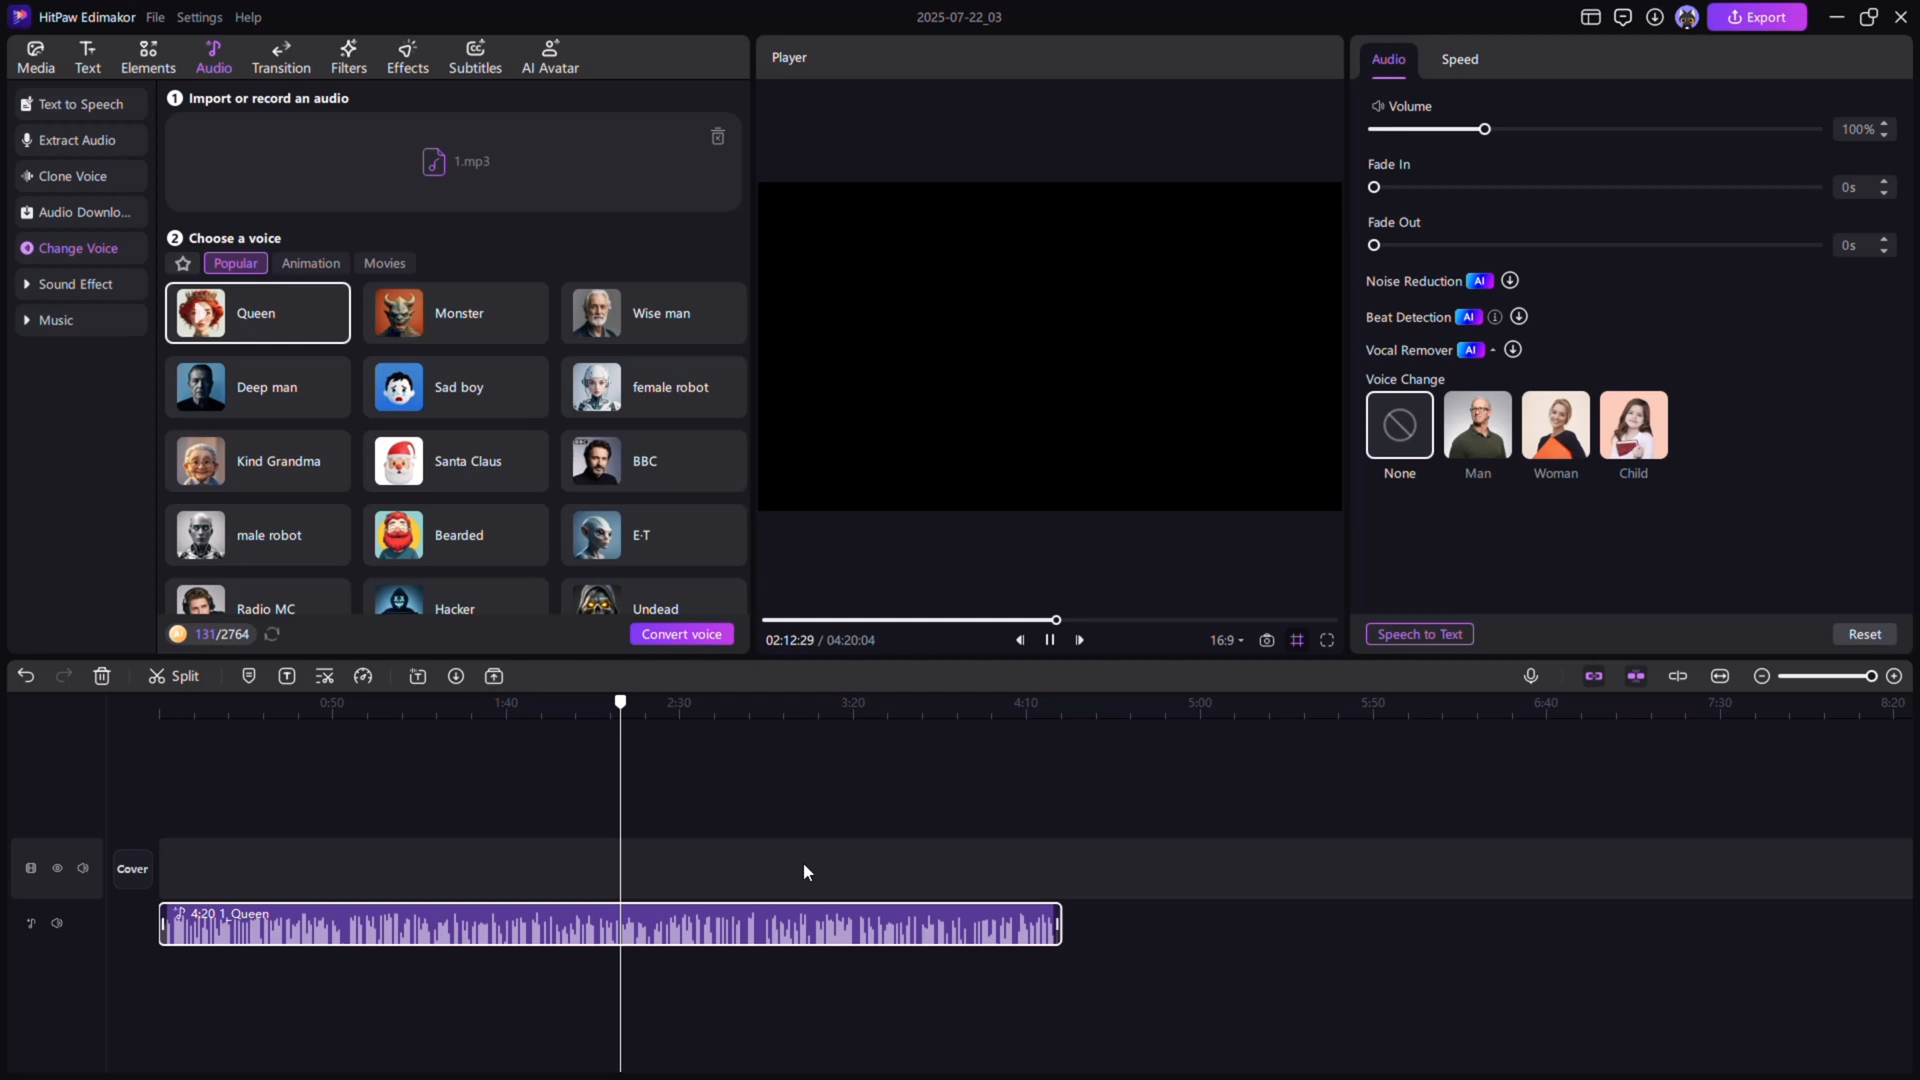 HitPaw Edimakor File Settings Help
2025-07-22_03
Export
Media Text Elements Audio Transition Filters Effects Subtitles AI Avatar
Text to Speech
Extract Audio
Clone Voice
Audio Downlo...
Change Voice
Sound Effect
Music
1 Import or record an audio
1.mp3
2 Choose a voice
Popular Animation Movies
Queen Monster Wise man
Deep man Sad boy female robot
Kind Grandma Santa Claus BBC
male robot Bearded E·T
Radio MC Hacker Undead
131/2764
Convert voice
Player
02:12:29 / 04:20:04
16:9
Audio Speed
Volume
100%
Fade In
0s
Fade Out
0s
Noise Reduction AI
Beat Detection AI
Vocal Remover AI
Voice Change
None Man Woman Child
Speech to Text
Reset
Split
0:50 1:40 2:30 3:20 4:10 5:00 5:50 6:40 7:30 8:20
Cover
4:20 1_Queen